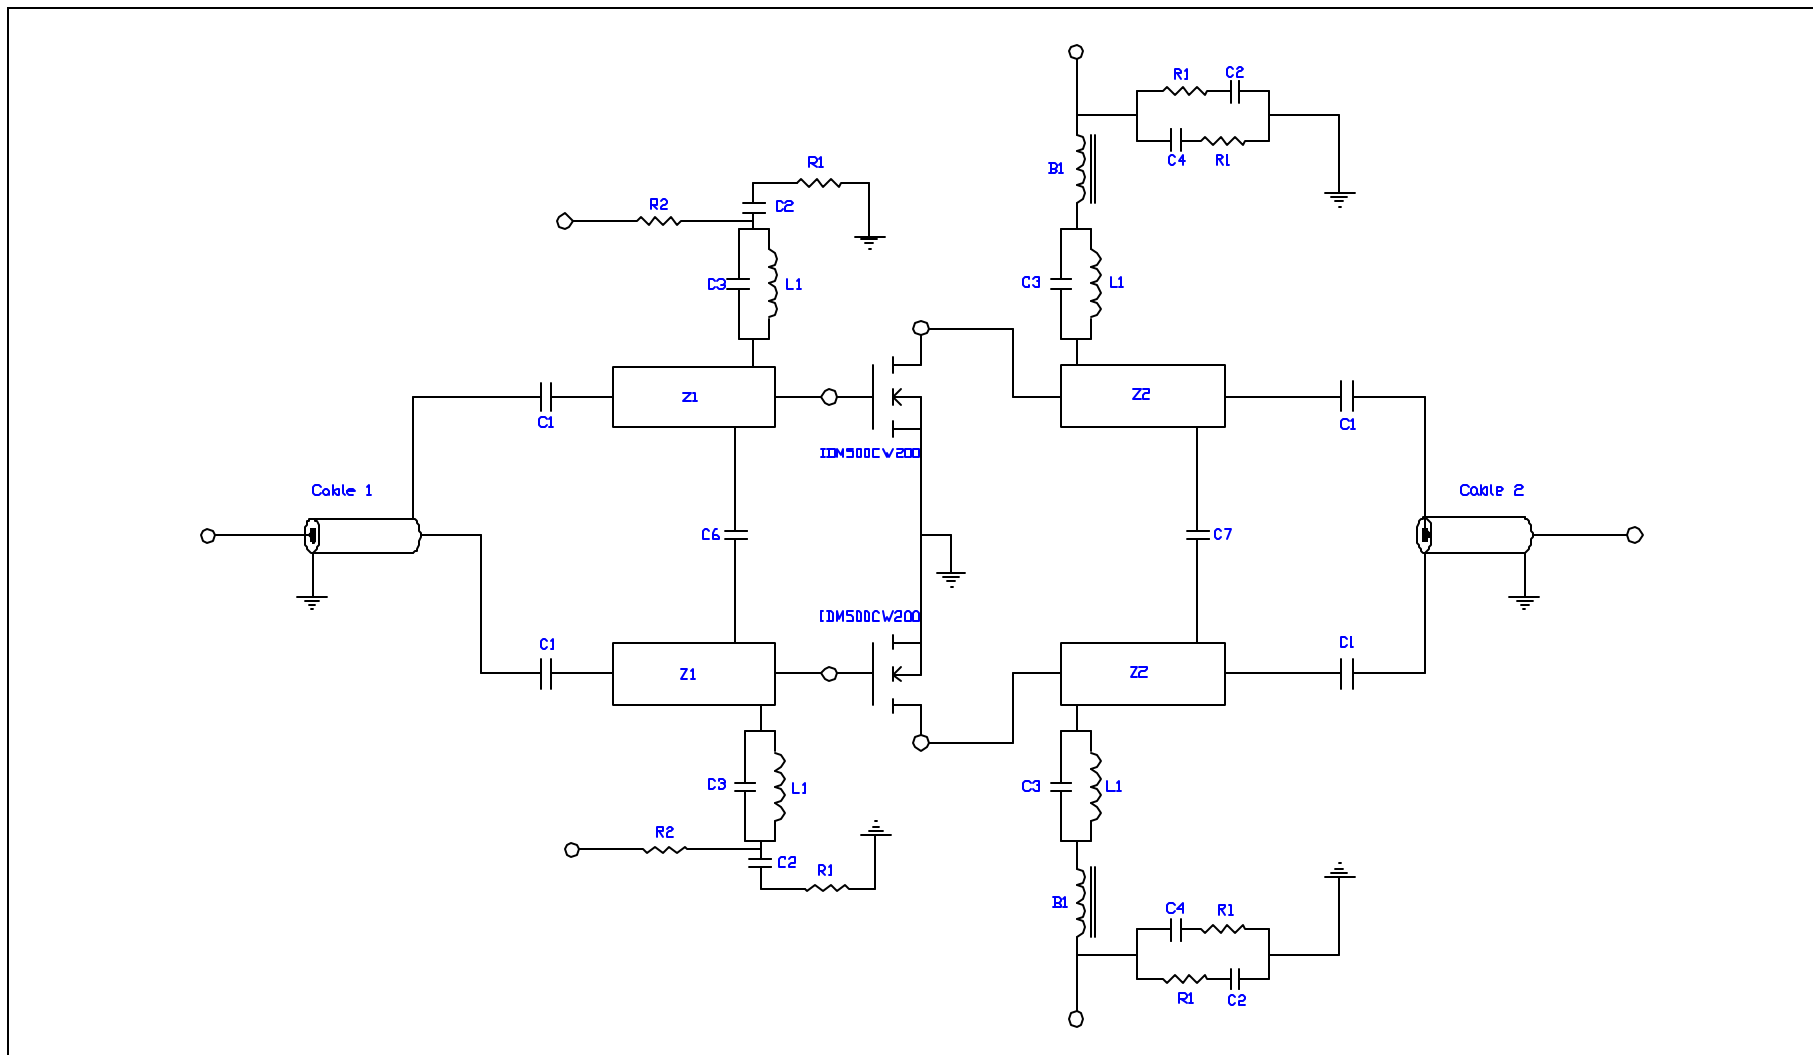 R1 C2
C4 R1
B1
R1
R2 C2
C3 L1
C3 L1
Z1 Z2
C1 C1
IDM500CW200
Cable 1 Cable 2
C6 C7
IDM500CW200
C1 C1
Z1 Z2
C3 L1 C3 L1
R2
C2
R1
B1
C4 R1
R1 C2